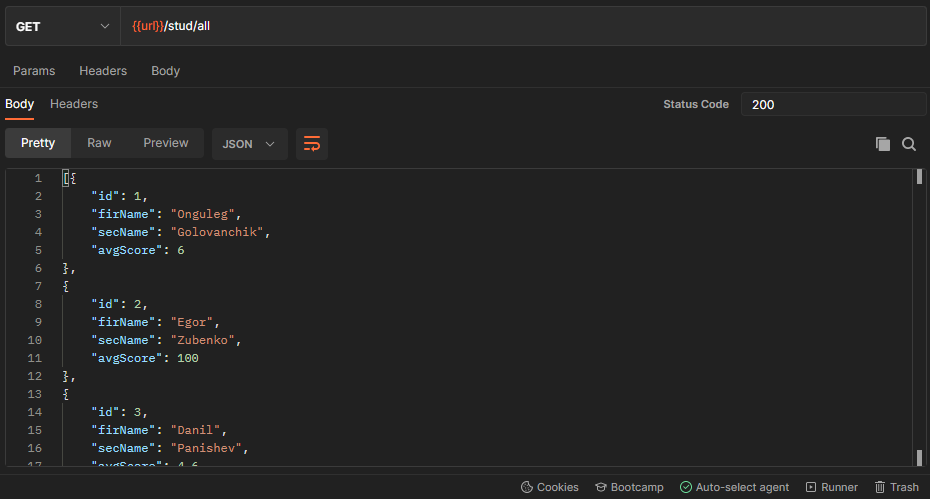 GET {{url}}/stud/all
Params Headers Body
Body Headers Status Code 200
Pretty Raw Preview JSON
1 [{
2 "id": 1,
3 "firName": "Onguleg",
4 "secName": "Golovanchik",
5 "avgScore": 6
6 },
7 {
8 "id": 2,
9 "firName": "Egor",
10 "secName": "Zubenko",
11 "avgScore": 100
12 },
13 {
14 "id": 3,
15 "firName": "Danil",
16 "secName": "Panishev",
17 "avgScore": 4.6
Cookies Bootcamp Auto-select agent Runner Trash